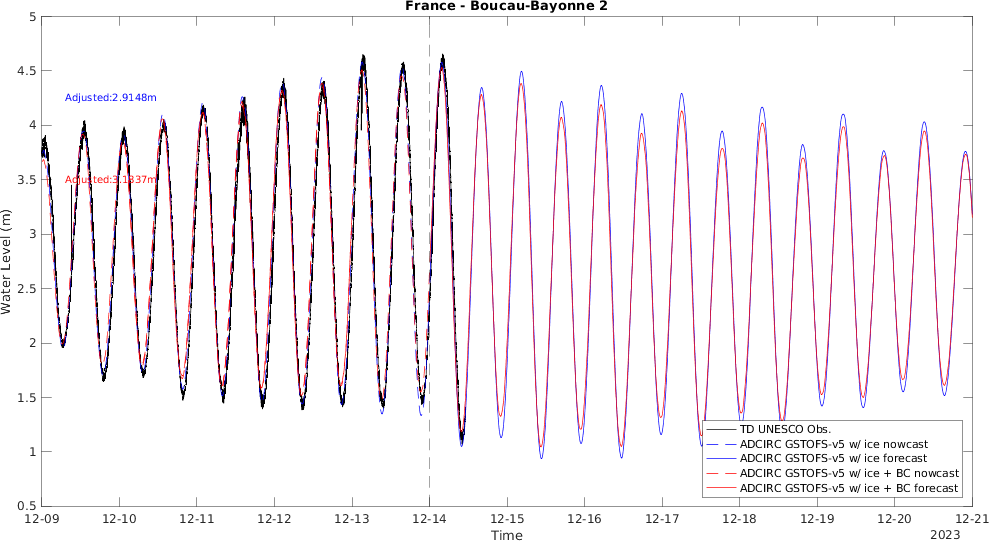 France - Boucau-Bayonne 2
5
4.5
4
3.5
3
2.5
2
1.5
1
0.5
Water Level (m)
Adjusted:2.9148m
Adjusted:3.1337m
TD UNESCO Obs.
ADCIRC GSTOFS-v5 w/ ice nowcast
ADCIRC GSTOFS-v5 w/ ice forecast
ADCIRC GSTOFS-v5 w/ ice + BC nowcast
ADCIRC GSTOFS-v5 w/ ice + BC forecast
12-09 12-10 12-11 12-12 12-13 12-14 12-15 12-16 12-17 12-18 12-19 12-20 12-21
Time
2023